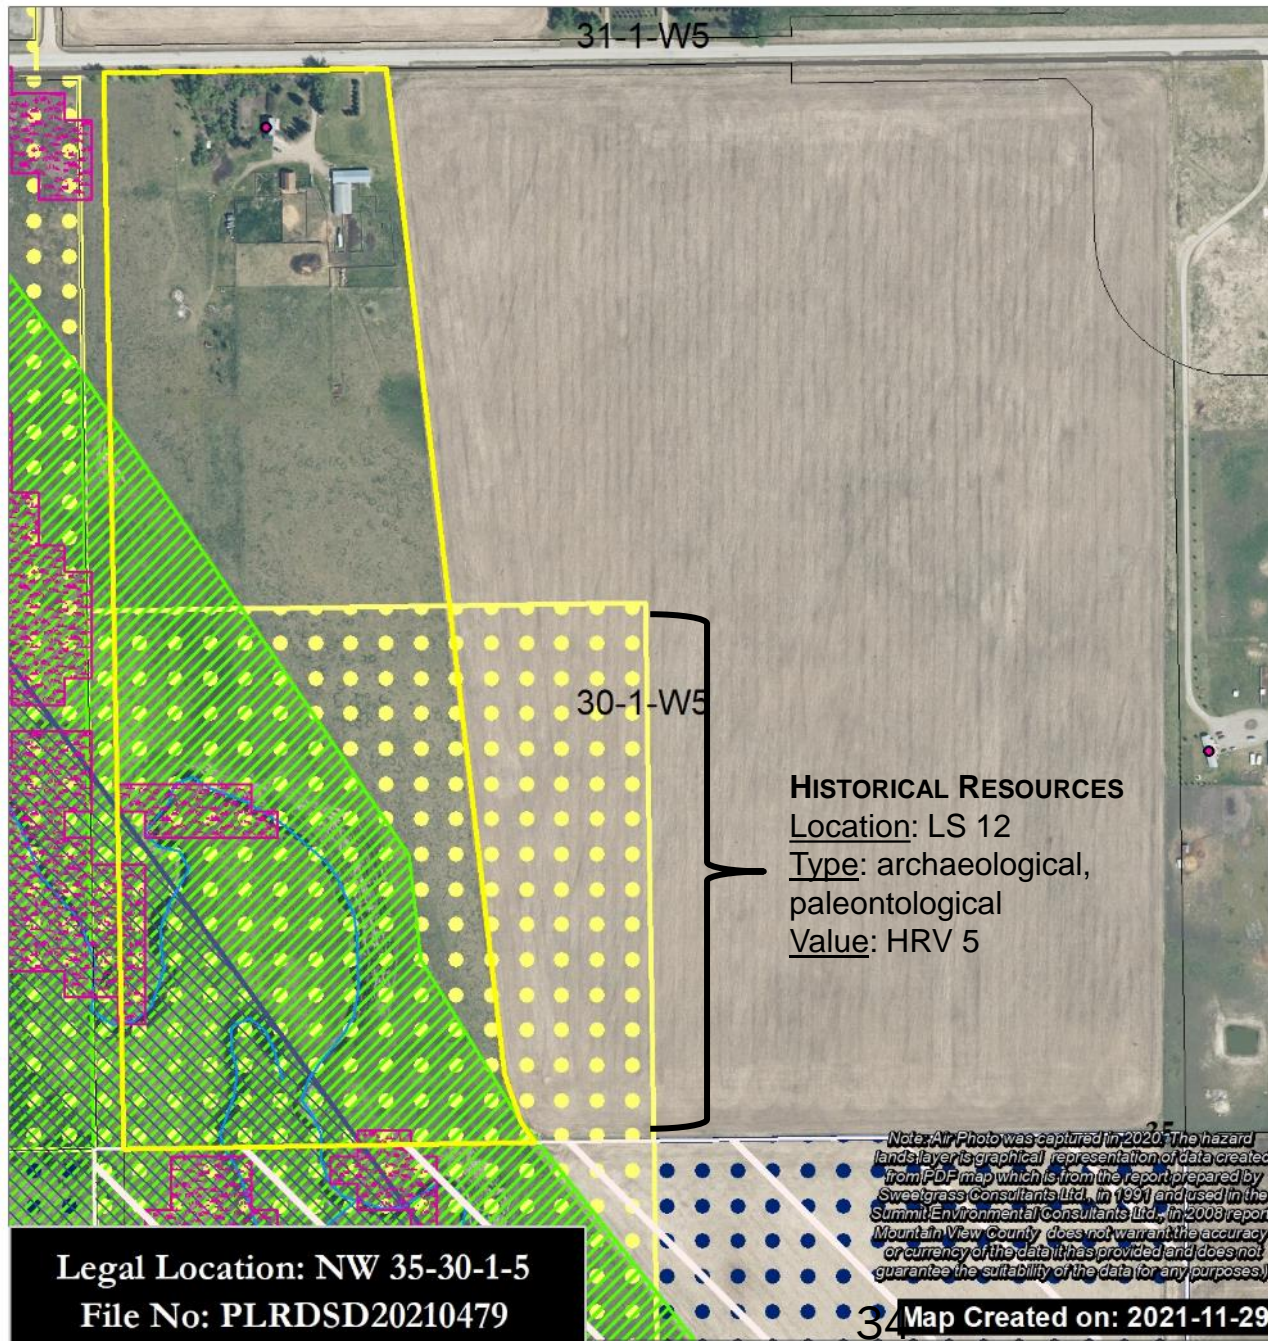 31-1-W5
30-1-W5
HISTORICAL RESOURCES
Location: LS 12
Type: archaeological,
paleontological
Value: HRV 5
35
Note: Air Photo was captured in 2020. The hazard
lands layer is graphical representation of data created
from PDF map which is from the report prepared by
Sweetgrass Consultants Ltd., in 1991 and used in the
Summit Environmental Consultants Ltd., in 2008 report
Mountain View County does not warrant the accuracy
or currency of the data it has provided and does not
guarantee the suitability of the data for any purposes.)
Legal Location: NW 35-30-1-5
File No: PLRDSD20210479
34
Map Created on: 2021-11-29